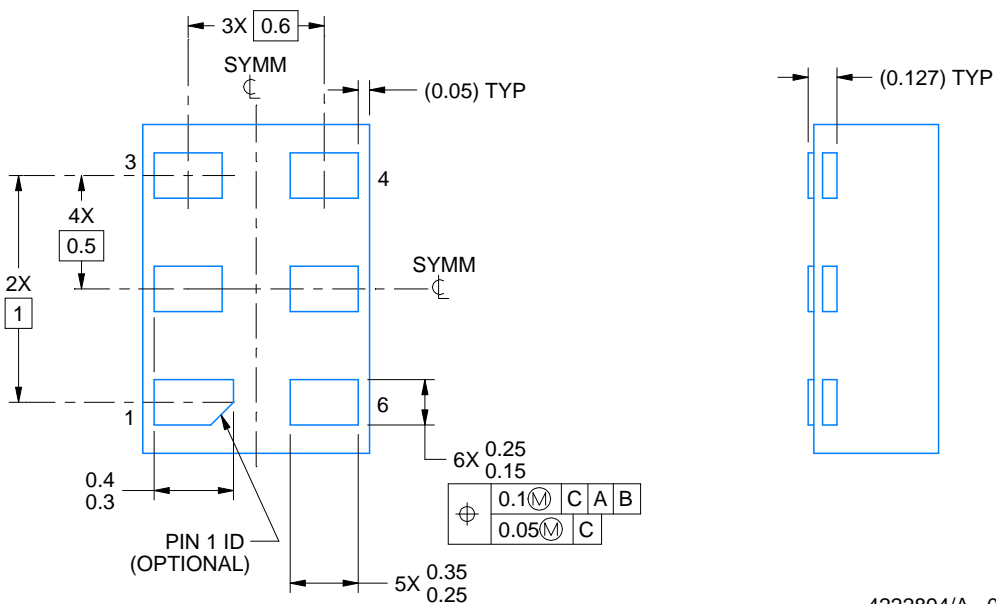 3X 0.6
SYMM
(0.05) TYP
(0.127) TYP
3
4
4X
0.5
SYMM
2X
1
1
6
6X 0.25
0.15
0.4
0.3
0.1Ⓜ C A B
0.05Ⓜ C
PIN 1 ID
(OPTIONAL)
5X 0.35
0.25